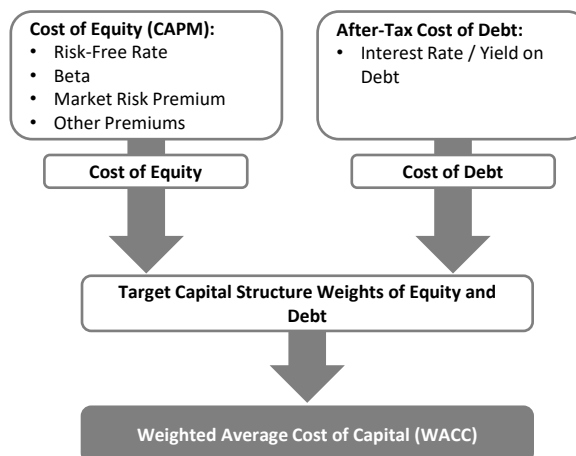 Cost of Equity (CAPM):
• Risk-Free Rate
• Beta
• Market Risk Premium
• Other Premiums
After-Tax Cost of Debt:
• Interest Rate / Yield on
Debt
Cost of Equity
Cost of Debt
Target Capital Structure Weights of Equity and
Debt
Weighted Average Cost of Capital (WACC)